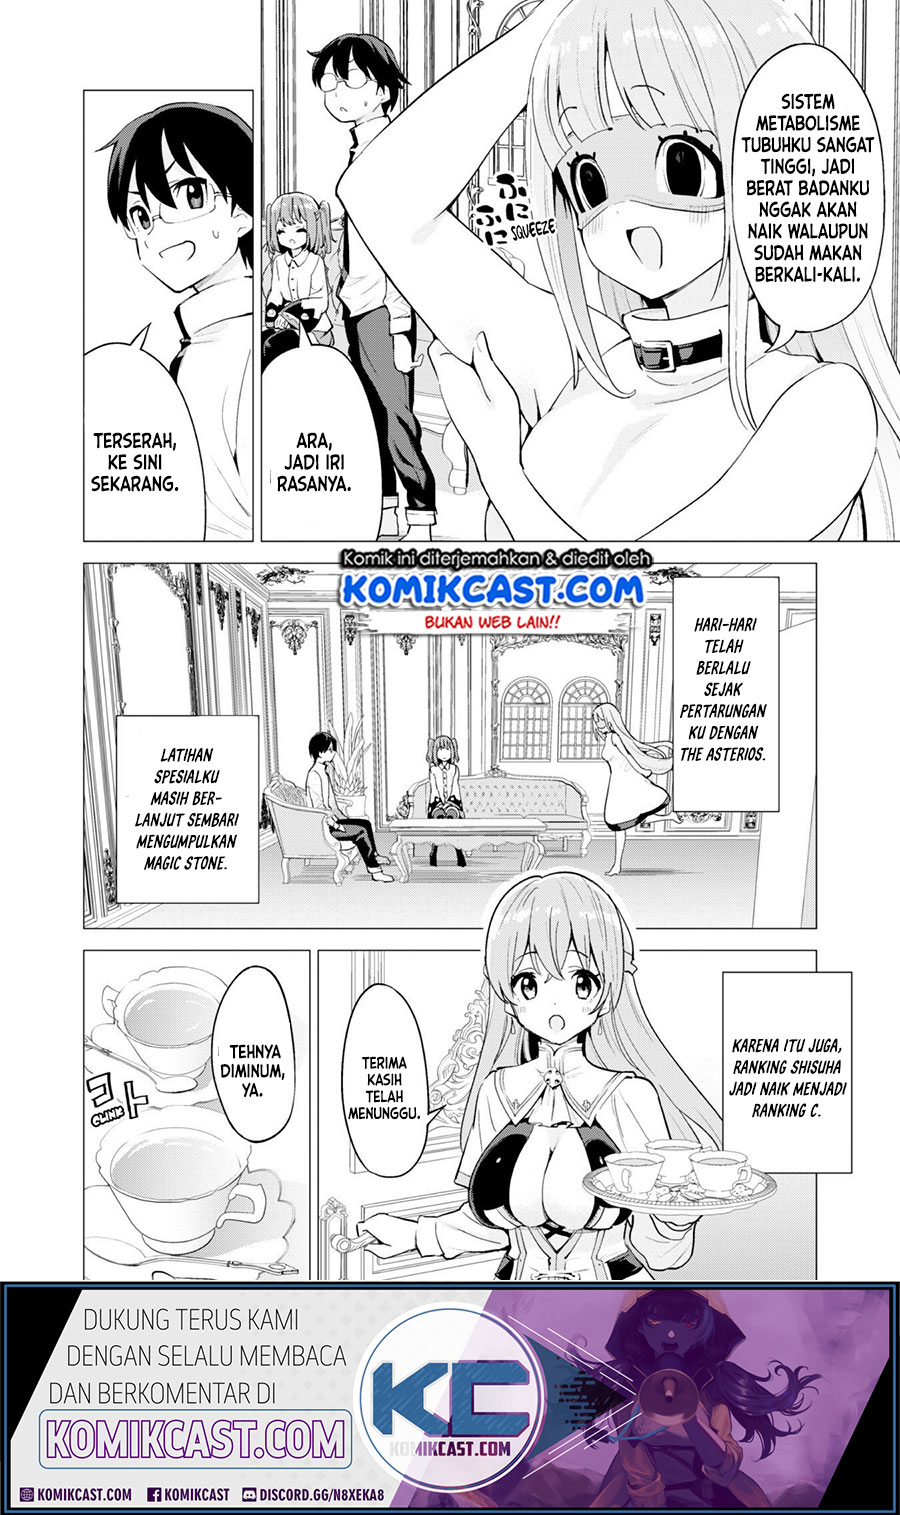 SISTEM
METABOLISME
TUBUHKU SANGAT
TINGGI, JADI
BERAT BADANKU
NGGAK AKAN
NAIK WALAUPUN
SUDAH MAKAN
BERKALI-KALI.
ふに
ふに
SQUEEZE
ARA,
JADI IRI
RASANYA.
TERSERAH,
KE SINI
SEKARANG.
Komik ini diterjemahkan & diedit oleh
KOMIKCAST.COM
BUKAN WEB LAIN!!
HARI-HARI
TELAH
BERLALU
SEJAK
PERTARUNGAN
KU DENGAN
THE ASTERIOS.
LATIHAN
SPESIALKU
MASIH BER-
LANJUT SEMBARI
MENGUMPULKAN
MAGIC STONE.
KARENA ITU JUGA,
RANKING SHISUHA
JADI NAIK MENJADI
RANKING C.
TERIMA
KASIH
TELAH
MENUNGGU.
TEHNYA
DIMINUM,
YA.
コト
CLINK
DUKUNG TERUS KAMI
DENGAN SELALU MEMBACA
DAN BERKOMENTAR DI
KOMIKCAST.COM
KC
KOMIKCAST.COM
KOMIKCAST.COM
KOMIKCAST
DISCORD.GG/N8XEKA8